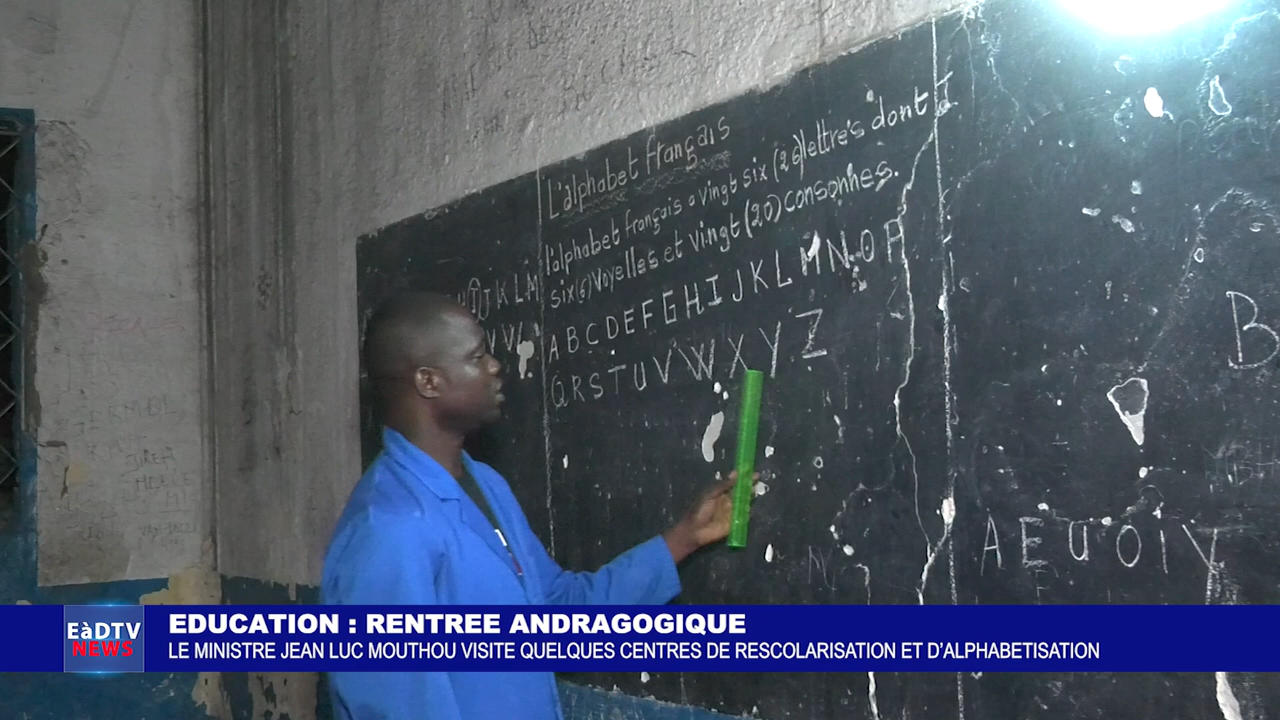 L'alphabet français
l'alphabet français a vingt six (26) lettres dont
six (6) Voyelles et vingt (20) consonnes.
A B C D E F G H I J K L M N O P
Q R S T U V W X Y Z
I J K L M
V W
B
A E U O I Y
EàDTV
NEWS
EDUCATION : RENTREE ANDRAGOGIQUE
LE MINISTRE JEAN LUC MOUTHOU VISITE QUELQUES CENTRES DE RESCOLARISATION ET D'ALPHABETISATION